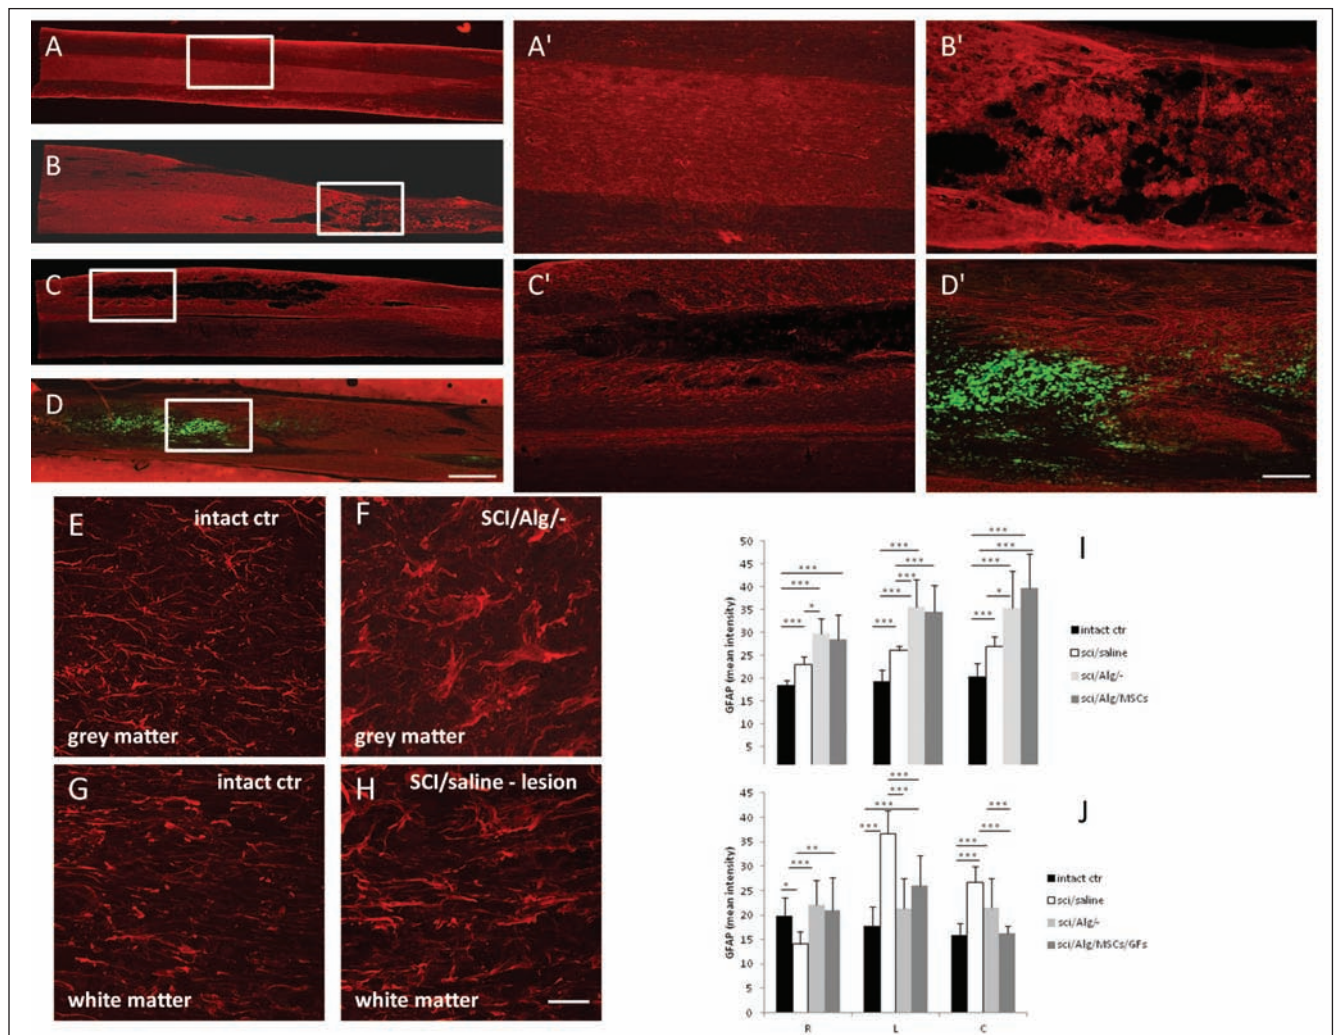 A
A'
B'
B
C
C'
D'
D
E
intact ctr
grey matter
F
SCI/Alg/-
grey matter
G
intact ctr
white matter
H
SCI/saline - lesion
white matter
I
GFAP (mean intensity)
50
45
40
35
30
25
20
15
10
5
***
***
*
***
***
***
***
***
***
***
***
***
*
***
intact ctr
sci/saline
sci/Alg/-
sci/Alg/MSCs
J
GFAP (mean intensity)
45
40
35
30
25
20
15
10
5
0
**
***
*
***
***
***
***
***
***
***
***
intact ctr
sci/saline
sci/Alg/-
sci/Alg/MSCs/GFs
R
L
C